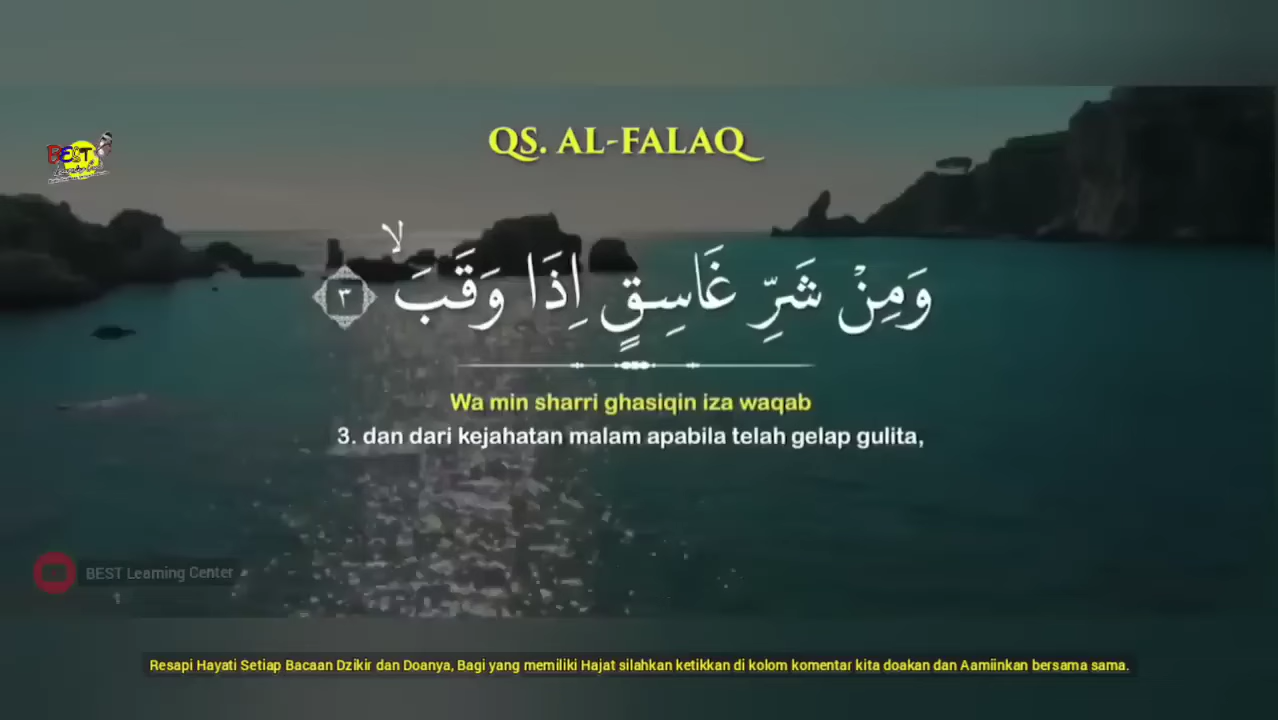 BEST
QS. AL-FALAQ
وَمِنْ شَرِّ غَاسِقٍ اِذَا وَقَبَ ۙ ٣
Wa min sharri ghasiqin iza waqab
3. dan dari kejahatan malam apabila telah gelap gulita,
BEST Learning Center
Resapi Hayati Setiap Bacaan Dzikir dan Doanya, Bagi yang memiliki Hajat silahkan ketikkan di kolom komentar kita doakan dan Aamiinkan bersama sama.